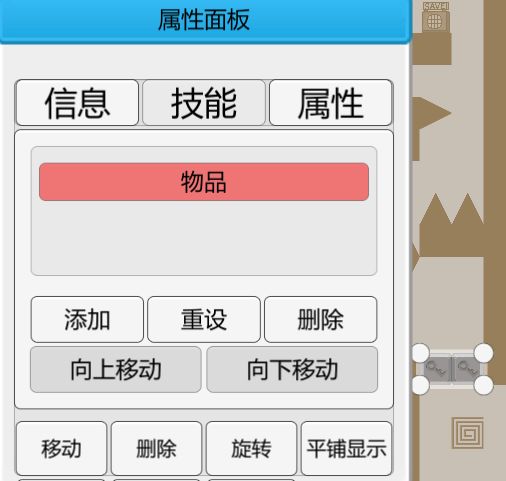 属性面板
SAVE!
信息 技能 属性
物品
添加 重设 删除
向上移动 向下移动
移动 删除 旋转 平铺显示